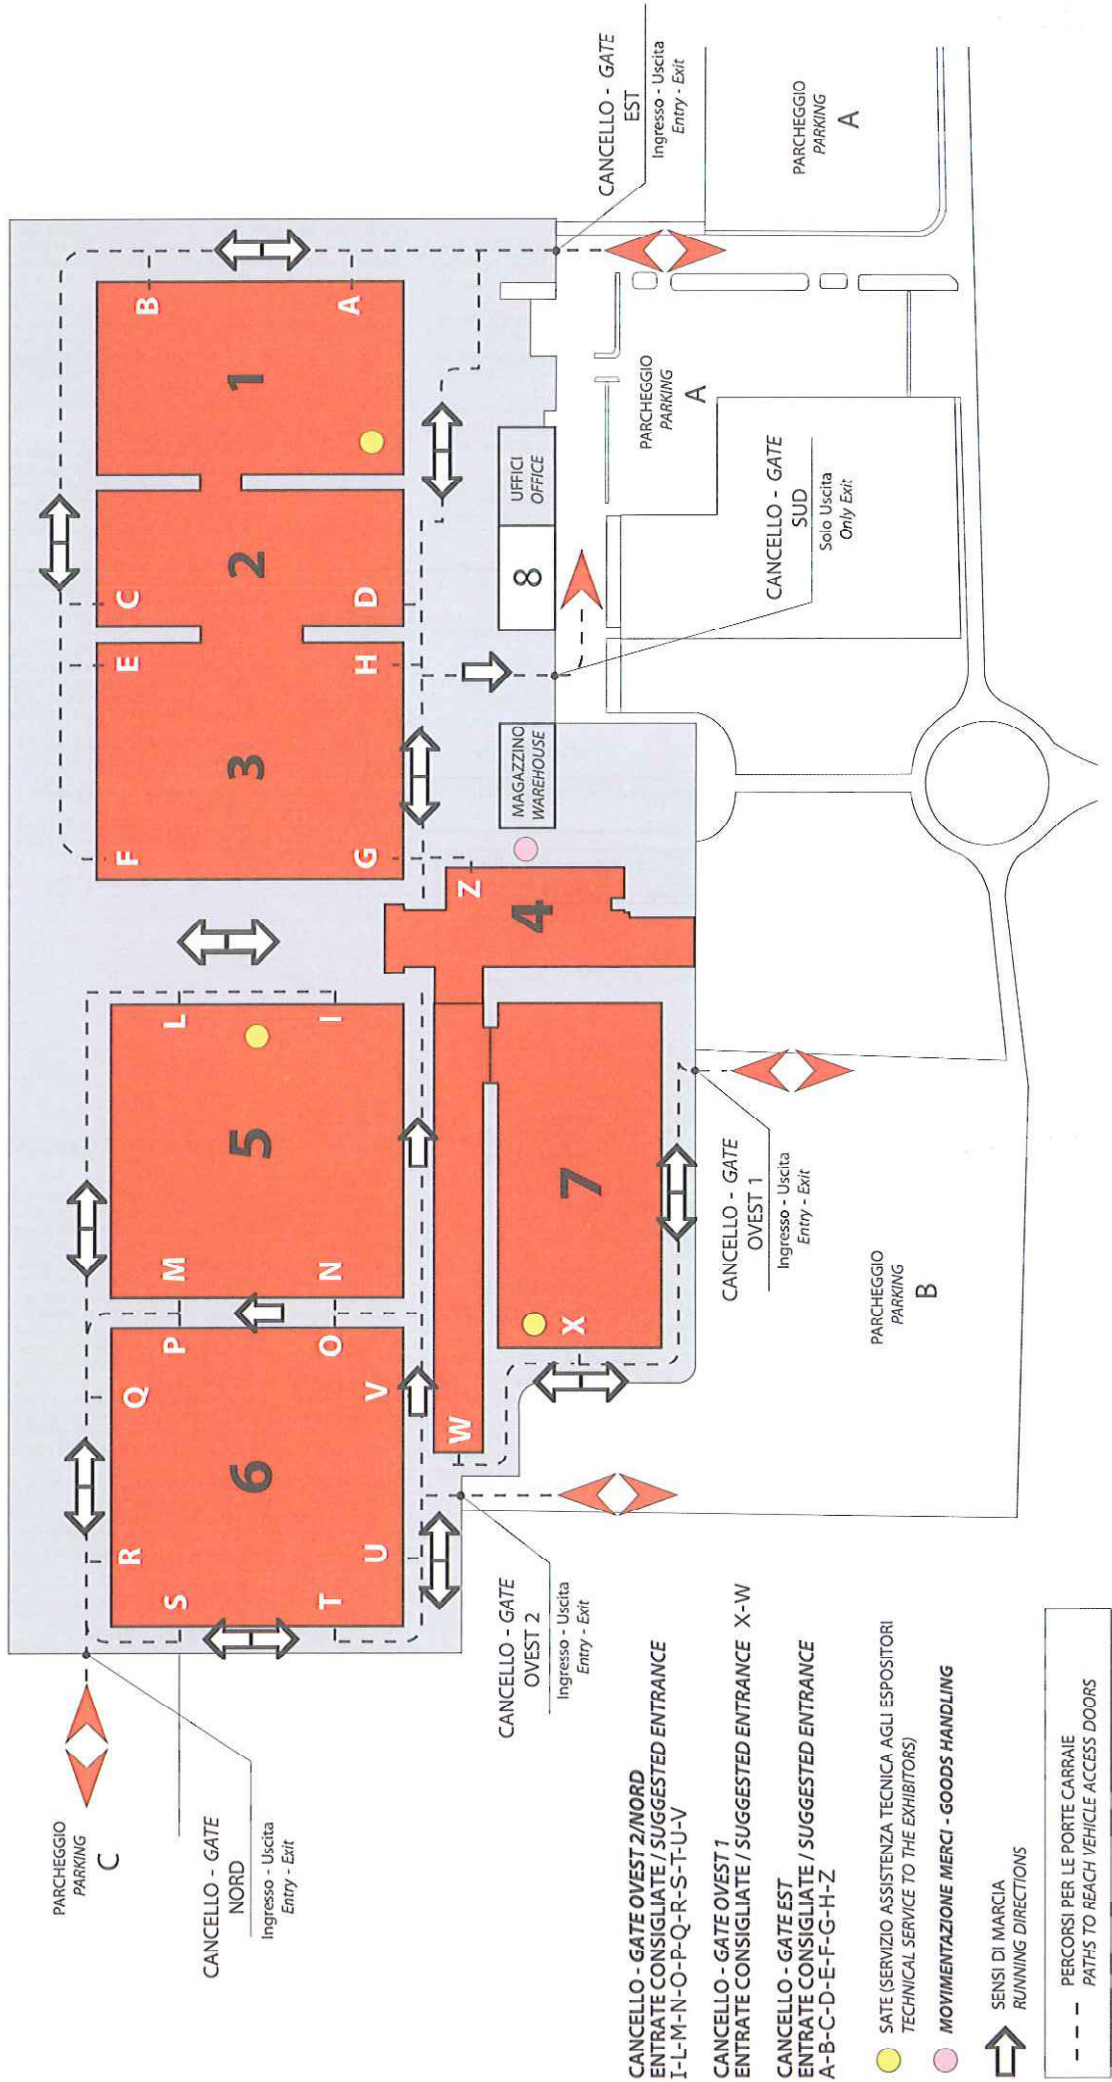 PARCHEGGIO
PARKING
C
CANCELLO - GATE
NORD
Ingresso - Uscita
Entry - Exit
R
Q
S
P
T
O
U
V
6
M
L
N
I
5
F
E
C
B
G
H
D
A
3
2
1
W
Z
4
X
7
MAGAZZINO
WAREHOUSE
8
UFFICI
OFFICE
CANCELLO - GATE
OVEST 2
Ingresso - Uscita
Entry - Exit
CANCELLO - GATE
EST
Ingresso - Uscita
Entry - Exit
PARCHEGGIO
PARKING
A
CANCELLO - GATE
OVEST 1
Ingresso - Uscita
Entry - Exit
CANCELLO - GATE
SUD
Solo Uscita
Only Exit
PARCHEGGIO
PARKING
A
PARCHEGGIO
PARKING
B
CANCELLO - GATE OVEST 2/NORD
ENTRATE CONSIGLIATE / SUGGESTED ENTRANCE
I-L-M-N-O-P-Q-R-S-T-U-V
CANCELLO - GATE OVEST 1
ENTRATE CONSIGLIATE / SUGGESTED ENTRANCE X-W
CANCELLO - GATE EST
ENTRATE CONSIGLIATE / SUGGESTED ENTRANCE
A-B-C-D-E-F-G-H-Z
SATE (SERVIZIO ASSISTENZA TECNICA AGLI ESPOSITORI
TECHNICAL SERVICE TO THE EXHIBITORS)
MOVIMENTAZIONE MERCI - GOODS HANDLING
SENSI DI MARCIA
RUNNING DIRECTIONS
PERCORSI PER LE PORTE CARRAIE
PATHS TO REACH VEHICLE ACCESS DOORS